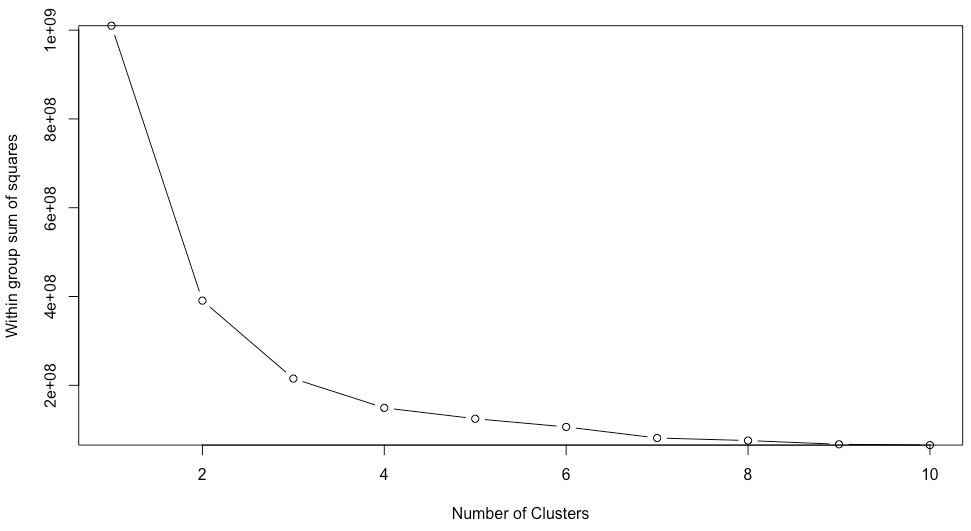 Within group sum of squares
1e+09
8e+08
6e+08
4e+08
2e+08
2 4 6 8 10
Number of Clusters